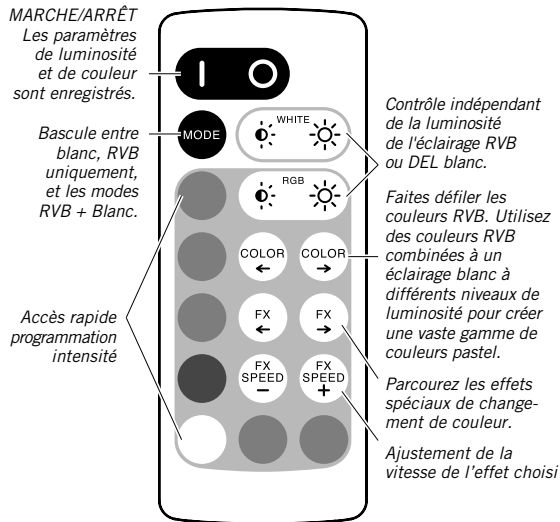 MARCHE/ARRÊT
Les paramètres
de luminosité
et de couleur
sont enregistrés.
Bascule entre
blanc, RVB
uniquement,
et les modes
RVB + Blanc.
Accès rapide
programmation
intensité
MODE
WHITE
RGB
COLOR
COLOR
FX
FX
FX
SPEED
–
FX
SPEED
+
Contrôle indépendant
de la luminosité
de l'éclairage RVB
ou DEL blanc.
Faites défiler les
couleurs RVB. Utilisez
des couleurs RVB
combinées à un
éclairage blanc à
différents niveaux de
luminosité pour créer
une vaste gamme de
couleurs pastel.
Parcourez les effets
spéciaux de change-
ment de couleur.
Ajustement de la
vitesse de l'effet choisi